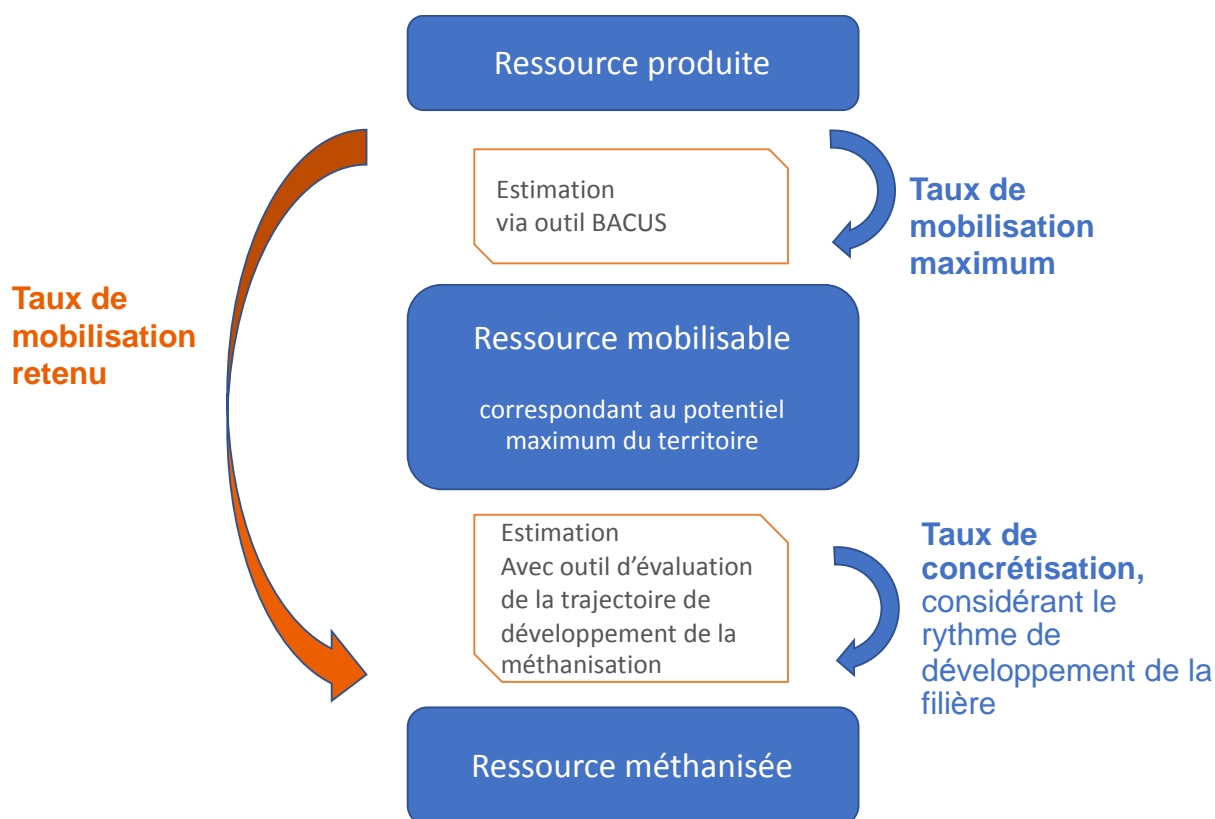 Ressource produite
Estimation
via outil BACUS
Taux de
mobilisation
maximum
Taux de
mobilisation
retenu
Ressource mobilisable
correspondant au potentiel
maximum du territoire
Estimation
Avec outil d’évaluation
de la trajectoire de
développement de la
méthanisation
Taux de
concrétisation,
considérant le
rythme de
développement de la
filière
Ressource méthanisée